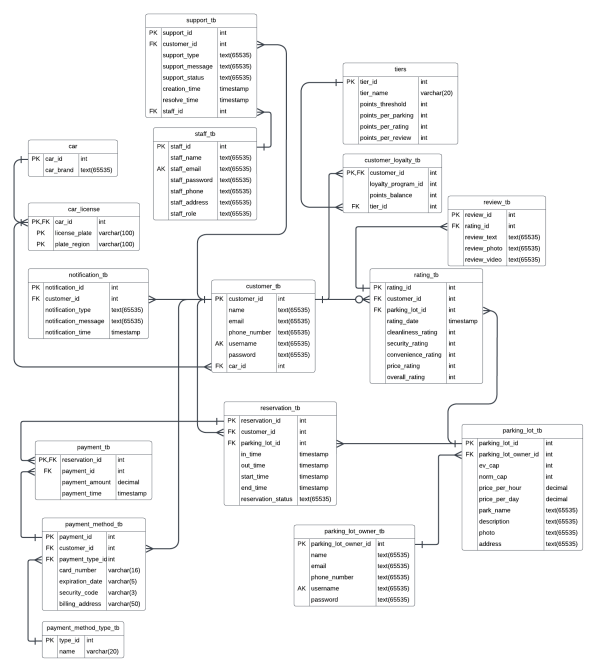 support_tb
PK support_id int
FK customer_id int
support_type text(65535)
support_message text(65535)
support_status text(65535)
creation_time timestamp
resolve_time timestamp
FK staff_id int
tiers
PK tier_id int
tier_name varchar(20)
points_threshold int
points_per_parking int
points_per_rating int
points_per_review int
staff_tb
PK staff_id int
staff_name text(65535)
AK staff_email text(65535)
staff_password text(65535)
staff_phone text(65535)
staff_address text(65535)
staff_role text(65535)
car
PK car_id int
car_brand text(65535)
customer_loyalty_tb
PK,FK customer_id int
loyalty_program_id int
points_balance int
FK tier_id int
car_license
PK,FK car_id int
PK license_plate varchar(100)
PK plate_region varchar(100)
review_tb
PK review_id int
FK rating_id int
review_text text(65535)
review_photo text(65535)
review_video text(65535)
notification_tb
PK notification_id int
FK customer_id int
notification_type text(65535)
notification_message text(65535)
notification_time timestamp
customer_tb
PK customer_id int
name text(65535)
email text(65535)
phone_number text(65535)
AK username text(65535)
password text(65535)
FK car_id int
rating_tb
PK rating_id int
FK customer_id int
FK parking_lot_id int
rating_date timestamp
cleanliness_rating int
security_rating int
convenience_rating int
price_rating int
overall_rating int
reservation_tb
PK reservation_id int
FK customer_id int
FK parking_lot_id int
in_time timestamp
out_time timestamp
start_time timestamp
end_time timestamp
reservation_status text(65535)
parking_lot_tb
PK parking_lot_id int
FK parking_lot_owner_id int
ev_cap int
norm_cap int
price_per_hour decimal
price_per_day decimal
park_name text(65535)
description text(65535)
photo text(65535)
address text(65535)
payment_tb
PK,FK reservation_id int
FK payment_id int
payment_amount decimal
payment_time timestamp
payment_method_tb
PK payment_id int
FK customer_id int
FK payment_type_id int
card_number varchar(16)
expiration_date varchar(5)
security_code varchar(3)
billing_address varchar(50)
parking_lot_owner_tb
PK parking_lot_owner_id int
name text(65535)
email text(65535)
phone_number text(65535)
AK username text(65535)
password text(65535)
payment_method_type_tb
PK type_id int
name varchar(20)